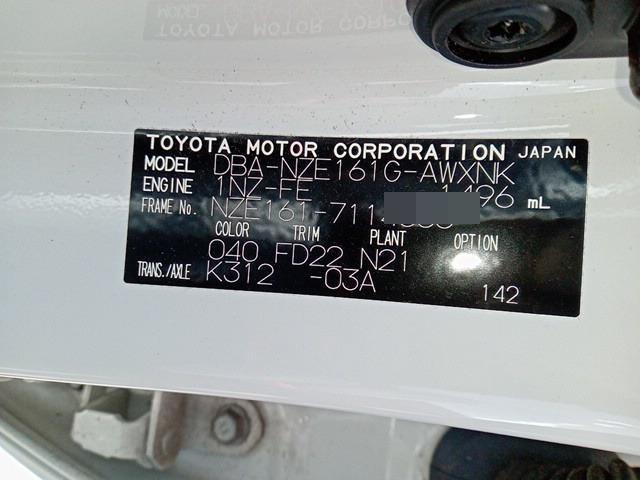 TOYOTA MOTOR CORPORATION JAPAN
MODEL DBA-NZE161G-AWXNK
ENGINE 1NZ-FE 1496 mL
FRAME No. NZE161-711
COLOR TRIM PLANT OPTION
040 FD22 N21
TRANS./AXLE K312 -03A
142